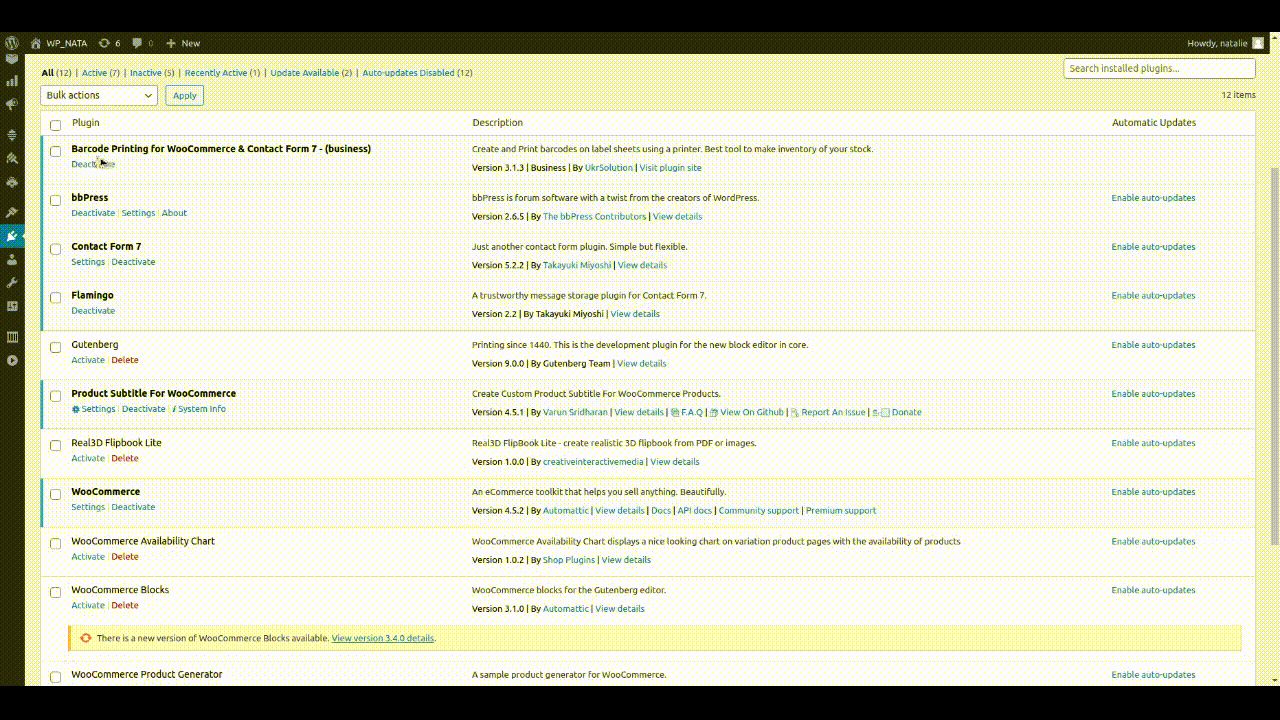 WP_NATA 6 0 New Howdy, natalie
All (12) | Active (7) | Inactive (5) | Recently Active (1) | Update Available (2) | Auto-updates Disabled (12)
Search installed plugins...
Bulk actions Apply 12 items
Plugin Description Automatic Updates
Barcode Printing for WooCommerce & Contact Form 7 - (business) Create and Print barcodes on label sheets using a printer. Best tool to make inventory of your stock.
Version 3.1.3 | Business | By UkrSolution | Visit plugin site
bbPress bbPress is forum software with a twist from the creators of WordPress. Enable auto-updates
Deactivate | Settings | About Version 2.6.5 | By The bbPress Contributors | View details
Contact Form 7 Just another contact form plugin. Simple but flexible. Enable auto-updates
Settings | Deactivate Version 5.2.2 | By Takayuki Miyoshi | View details
Flamingo A trustworthy message storage plugin for Contact Form 7. Enable auto-updates
Deactivate Version 2.2 | By Takayuki Miyoshi | View details
Gutenberg Printing since 1440. This is the development plugin for the new block editor in core. Enable auto-updates
Activate | Delete Version 9.0.0 | By Gutenberg Team | View details
Product Subtitle For WooCommerce Create Custom Product Subtitle For WooCommerce Products. Enable auto-updates
Settings | Deactivate | System Info Version 4.5.1 | By Varun Sridharan | View details | F.A.Q | View On Github | Report An Issue | Donate
Real3D Flipbook Lite Real3D FlipBook Lite - create realistic 3D flipbook from PDF or images. Enable auto-updates
Activate | Delete Version 1.0.0 | By creativeinteractivemedia | View details
WooCommerce An eCommerce toolkit that helps you sell anything. Beautifully. Enable auto-updates
Settings | Deactivate Version 4.5.2 | By Automattic | View details | Docs | API docs | Community support | Premium support
WooCommerce Availability Chart WooCommerce Availability Chart displays a nice looking chart on variation product pages with the availability of products Enable auto-updates
Activate | Delete Version 1.0.2 | By Shop Plugins | View details
WooCommerce Blocks WooCommerce blocks for the Gutenberg editor. Enable auto-updates
Activate | Delete Version 3.1.0 | By Automattic | View details
There is a new version of WooCommerce Blocks available. View version 3.4.0 details.
WooCommerce Product Generator A sample product generator for WooCommerce. Enable auto-updates